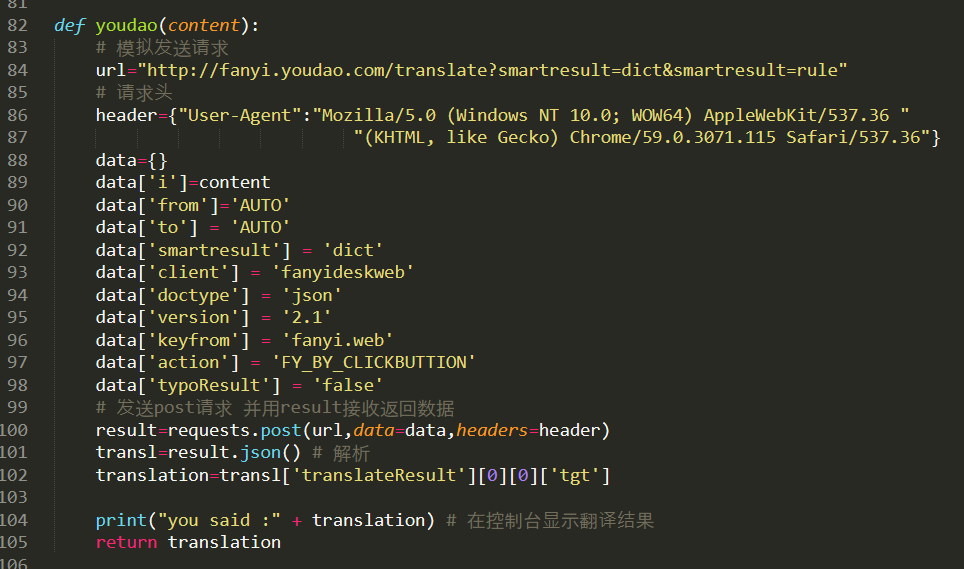 81
82 def youdao(content):
83 # 模拟发送请求
84 url="http://fanyi.youdao.com/translate?smartresult=dict&smartresult=rule"
85 # 请求头
86 header={"User-Agent":"Mozilla/5.0 (Windows NT 10.0; WOW64) AppleWebKit/537.36 "
87 "(KHTML, like Gecko) Chrome/59.0.3071.115 Safari/537.36"}
88 data={}
89 data['i']=content
90 data['from']='AUTO'
91 data['to'] = 'AUTO'
92 data['smartresult'] = 'dict'
93 data['client'] = 'fanyideskweb'
94 data['doctype'] = 'json'
95 data['version'] = '2.1'
96 data['keyfrom'] = 'fanyi.web'
97 data['action'] = 'FY_BY_CLICKBUTTION'
98 data['typoResult'] = 'false'
99 # 发送post请求 并用result接收返回数据
100 result=requests.post(url,data=data,headers=header)
101 transl=result.json() # 解析
102 translation=transl['translateResult'][0][0]['tgt']
103
104 print("you said :" + translation) # 在控制台显示翻译结果
105 return translation
106